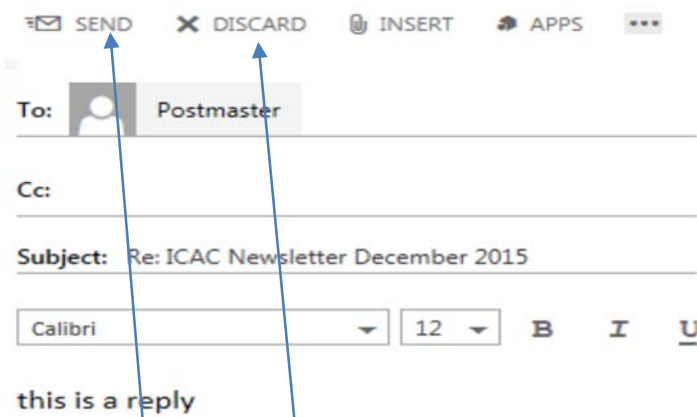 SEND DISCARD INSERT APPS •••
To: Postmaster
Cc:
Subject: Re: ICAC Newsletter December 2015
Calibri 12 B I U
this is a reply